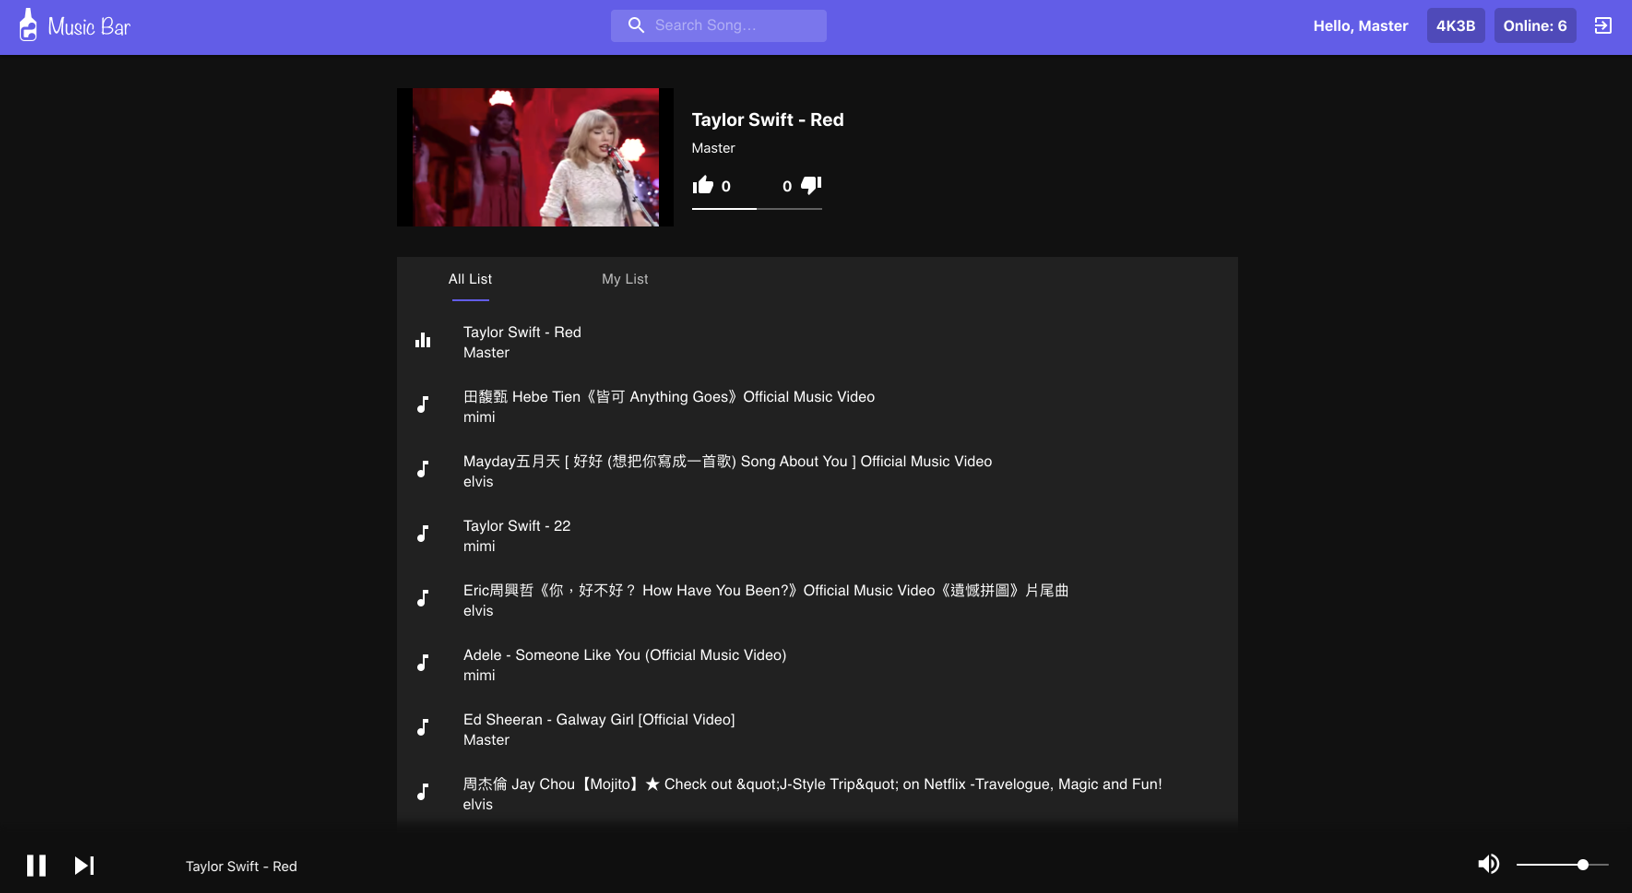 Music Bar
Search Song...
Hello, Master
4K3B
Online: 6
Taylor Swift - Red
Master
0
0
All List
My List
Taylor Swift - Red
Master
田馥甄 Hebe Tien《皆可 Anything Goes》Official Music Video
mimi
Mayday五月天 [ 好好 (想把你寫成一首歌) Song About You ] Official Music Video
elvis
Taylor Swift - 22
mimi
Eric周興哲《你，好不好？ How Have You Been?》Official Music Video《遺憾拼圖》片尾曲
elvis
Adele - Someone Like You (Official Music Video)
mimi
Ed Sheeran - Galway Girl [Official Video]
Master
周杰倫 Jay Chou【Mojito】★ Check out &quot;J-Style Trip&quot; on Netflix -Travelogue, Magic and Fun!
elvis
Taylor Swift - Red